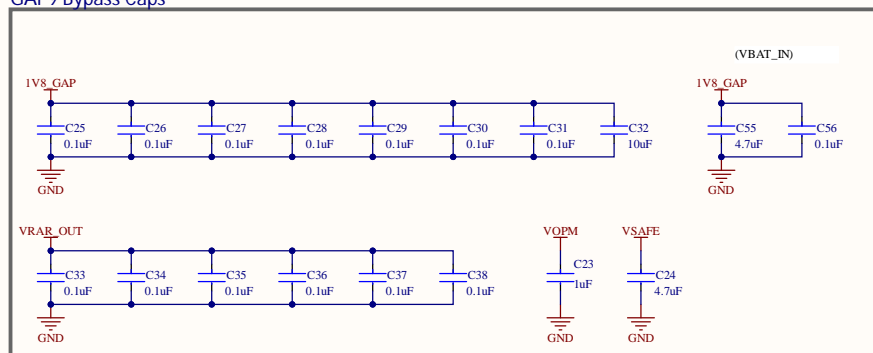 GAP9 Bypass Caps
(VBAT_IN)
1V8_GAP
1V8_GAP
C25 C26 C27 C28 C29 C30 C31 C32 C55 C56
0.1uF 0.1uF 0.1uF 0.1uF 0.1uF 0.1uF 0.1uF 10uF 4.7uF 0.1uF
GND
GND
VRAR_OUT
VOPM
VSAFE
C33 C34 C35 C36 C37 C38 C23 C24
0.1uF 0.1uF 0.1uF 0.1uF 0.1uF 0.1uF 1uF 4.7uF
GND
GND
GND